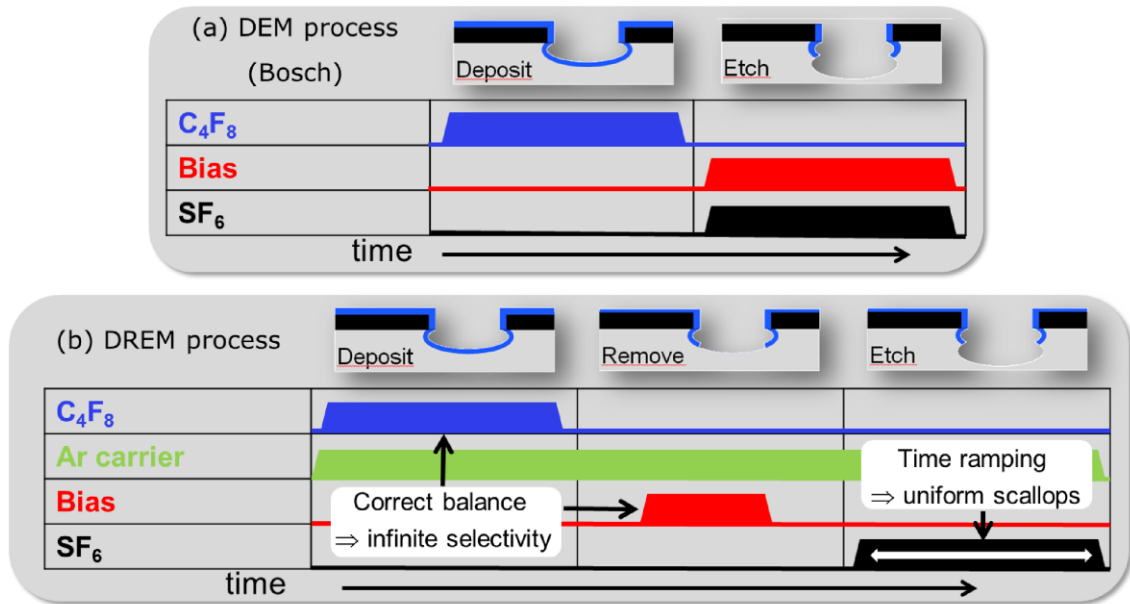 (a) DEM process
(Bosch)
Deposit
Etch
C₄F₈
Bias
SF₆
time
(b) DREM process
Deposit
Remove
Etch
C₄F₈
Ar carrier
Bias
SF₆
Correct balance
⇒ infinite selectivity
Time ramping
⇒ uniform scallops
time